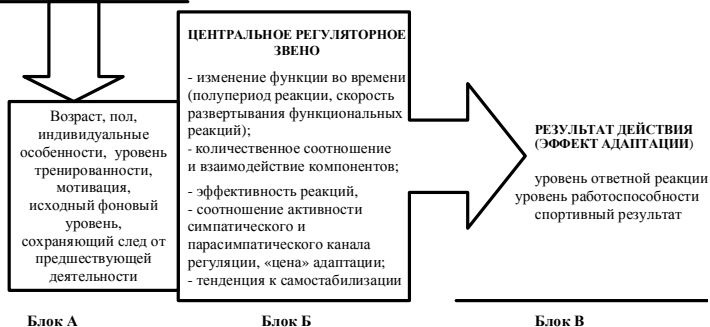 Возраст, пол,
индивидуальные
особенности, уровень
тренированности,
мотивация,
исходный фоновый
уровень,
сохраняющий след от
предшествующей
деятельности
ЦЕНТРАЛЬНОЕ РЕГУЛЯТОРНОЕ
ЗВЕНО
- изменение функции во времени
(полупериод реакции, скорость
развертывания функциональных
реакций);
- количественное соотношение
и взаимодействие компонентов;
- эффективность реакций,
- соотношение активности
симпатического и
парасимпатического канала
регуляции, «цена» адаптации;
- тенденция к самостабилизации
РЕЗУЛЬТАТ ДЕЙСТВИЯ
(ЭФФЕКТ АДАПТАЦИИ)
уровень ответной реакции
уровень работоспособности
спортивный результат
Блок А
Блок Б
Блок В